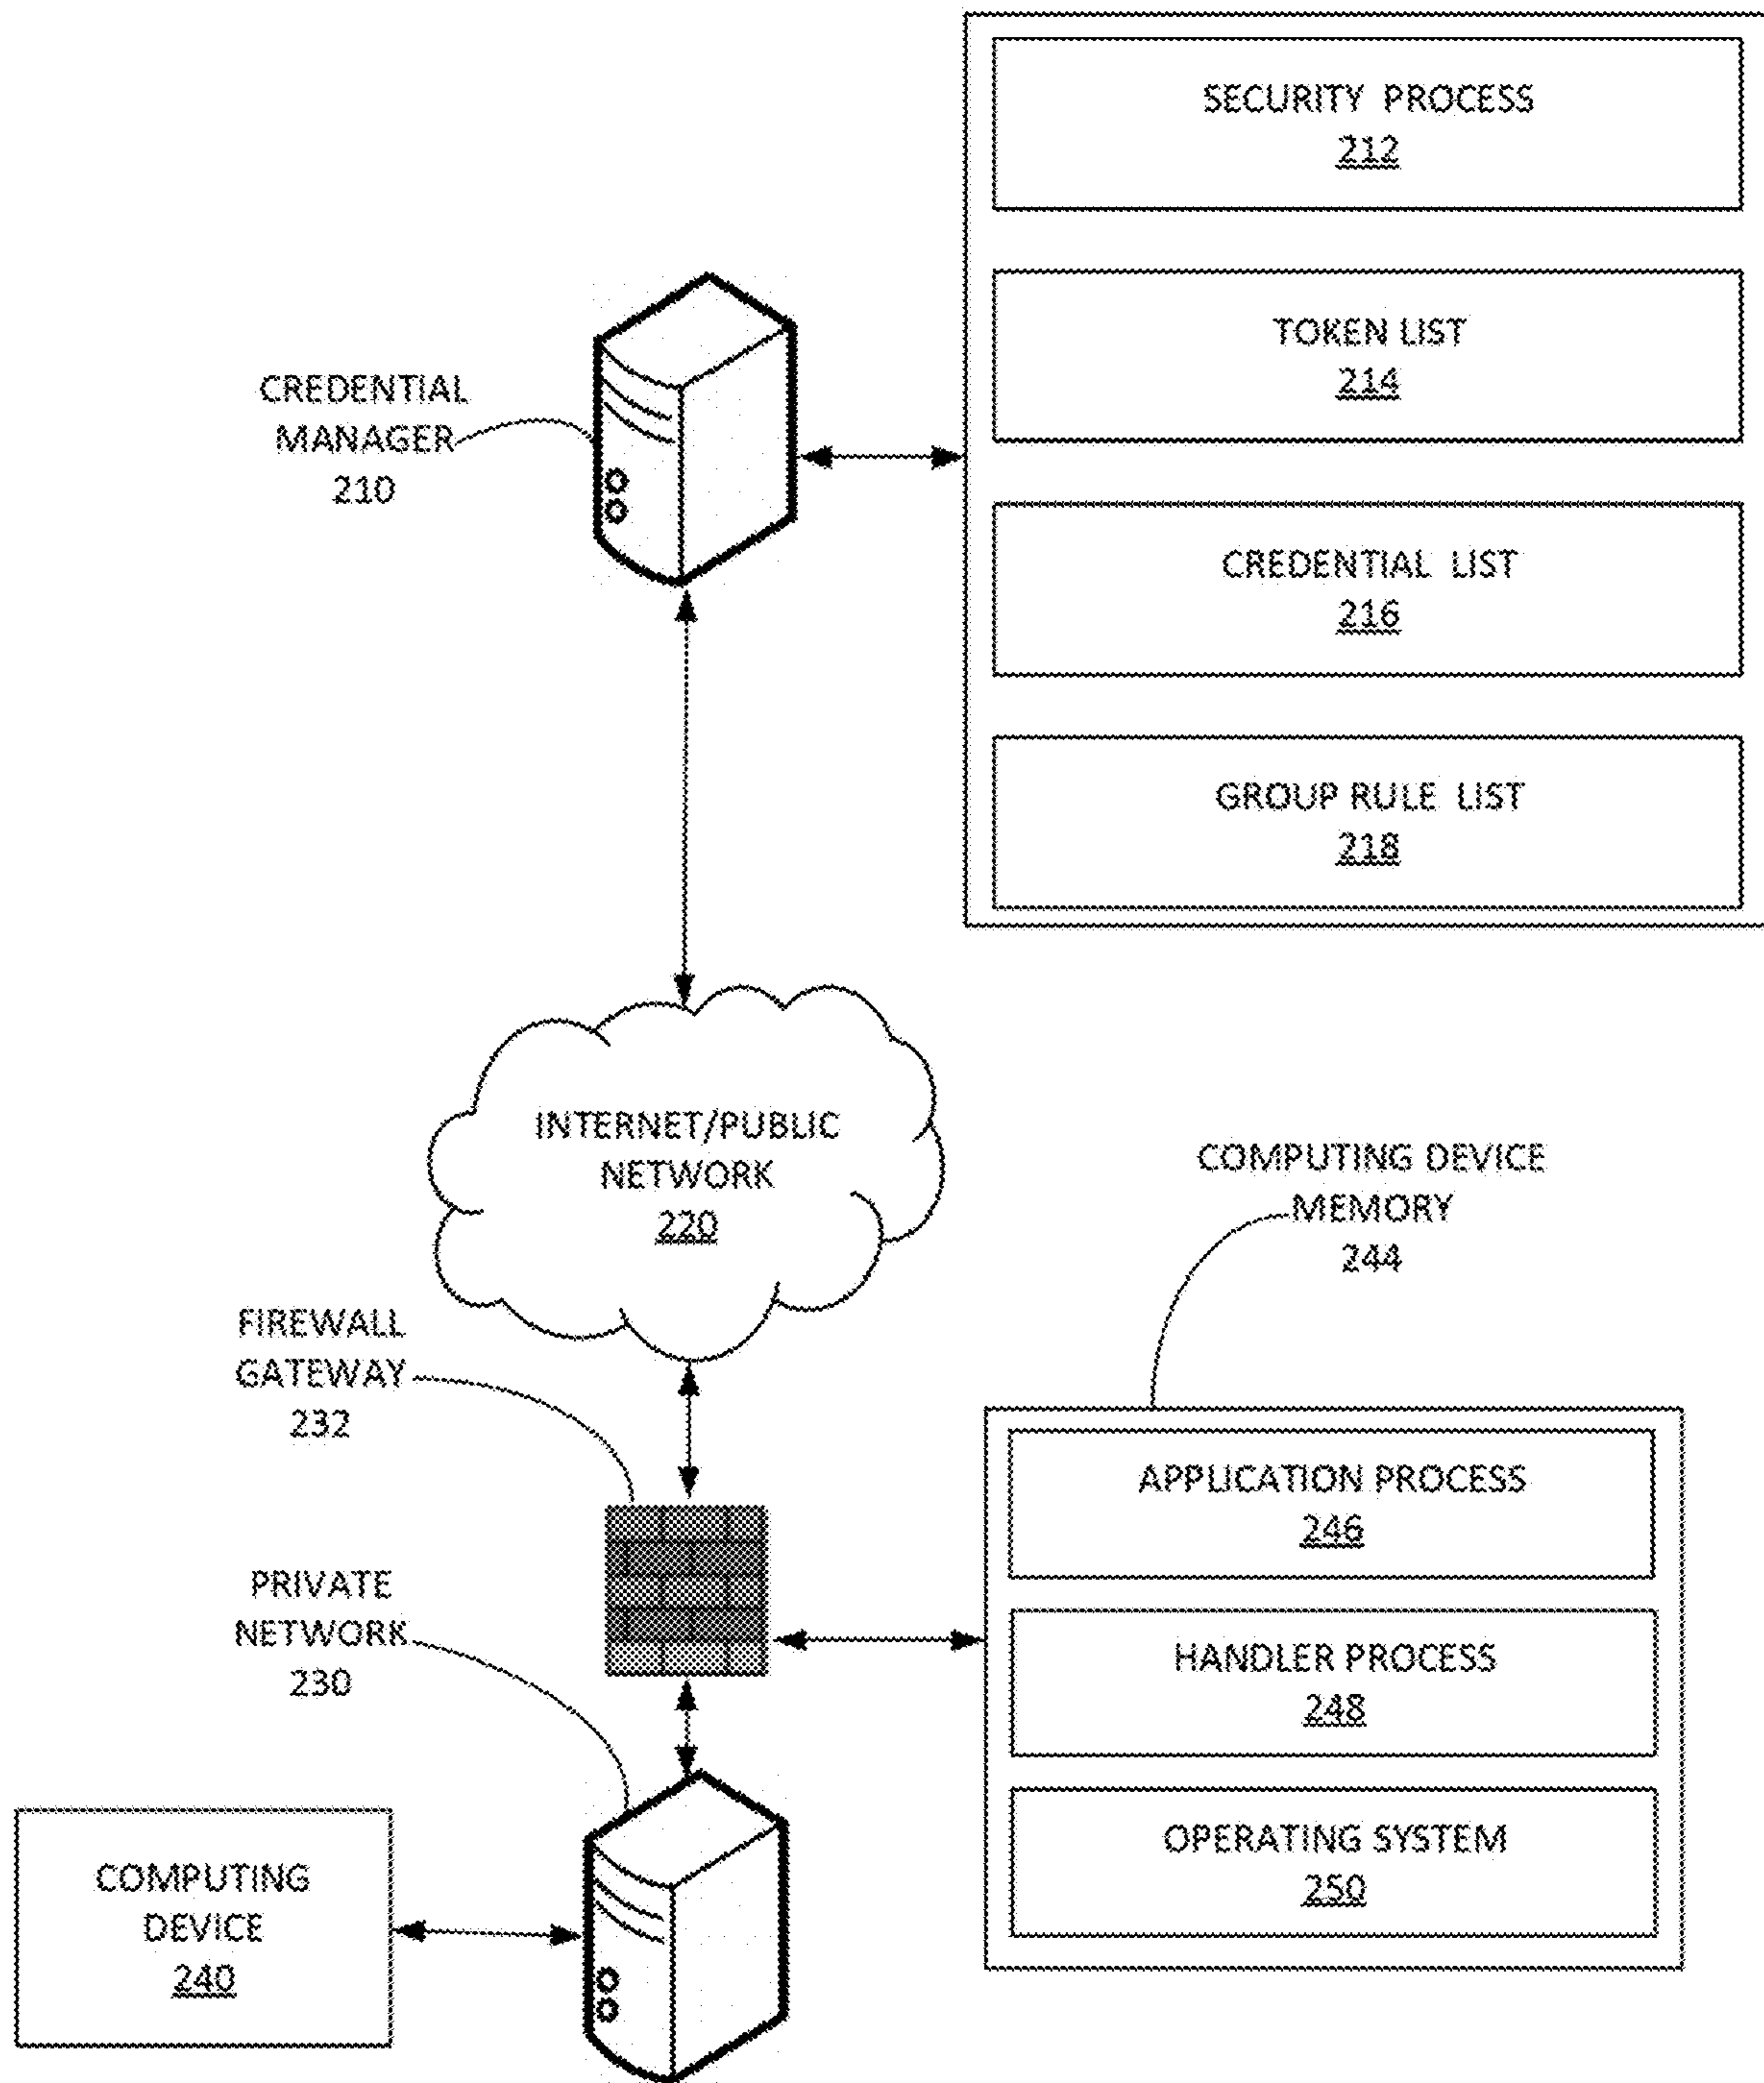 SECURITY PROCESS
212
TOKEN LIST
214
CREDENTIAL
MANAGER
210
CREDENTIAL LIST
216
GROUP RULE LIST
218
INTERNET/PUBLIC
NETWORK
220
COMPUTING DEVICE
MEMORY
244
FIREWALL
GATEWAY
232
APPLICATION PROCESS
246
PRIVATE
NETWORK
230
HANDLER PROCESS
248
OPERATING SYSTEM
250
COMPUTING
DEVICE
240